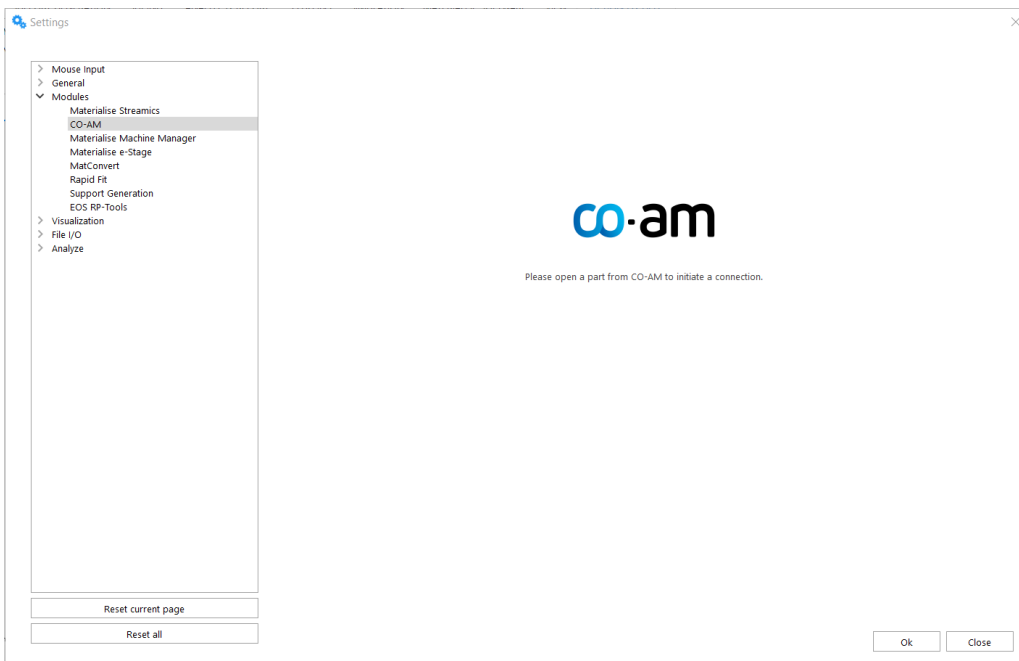 Settings
Mouse Input
General
Modules
Materialise Streamics
CO-AM
Materialise Machine Manager
Materialise e-Stage
MatConvert
Rapid Fit
Support Generation
EOS RP-Tools
Visualization
File I/O
Analyze
co·am
Please open a part from CO-AM to initiate a connection.
Reset current page
Reset all
Ok
Close